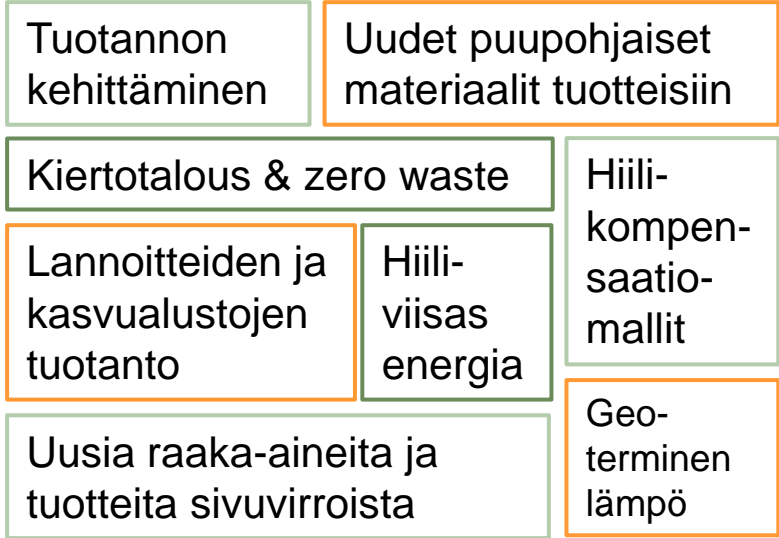 Tuotannon
kehittäminen
Uudet puupohjaiset
materiaalit tuotteisiin
Kiertotalous & zero waste
Hiili-
kompen-
saatio-
mallit
Lannoitteiden ja
kasvualustojen
tuotanto
Hiili-
viisas
energia
Uusia raaka-aineita ja
tuotteita sivuvirroista
Geo-
terminen
lämpö